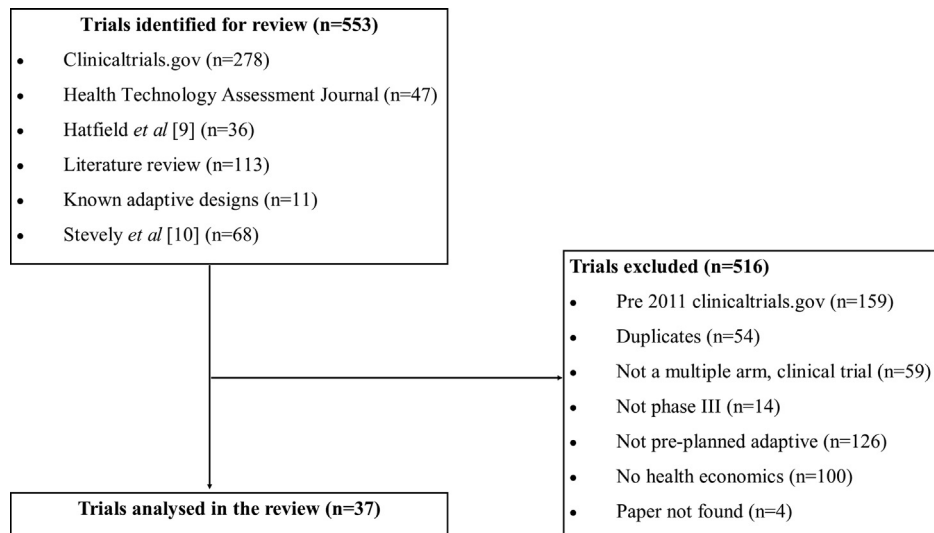 Trials identified for review (n=553)
• Clinicaltrials.gov (n=278)
• Health Technology Assessment Journal (n=47)
• Hatfield et al [9] (n=36)
• Literature review (n=113)
• Known adaptive designs (n=11)
• Stevely et al [10] (n=68)
Trials excluded (n=516)
• Pre 2011 clinicaltrials.gov (n=159)
• Duplicates (n=54)
• Not a multiple arm, clinical trial (n=59)
• Not phase III (n=14)
• Not pre-planned adaptive (n=126)
• No health economics (n=100)
• Paper not found (n=4)
Trials analysed in the review (n=37)